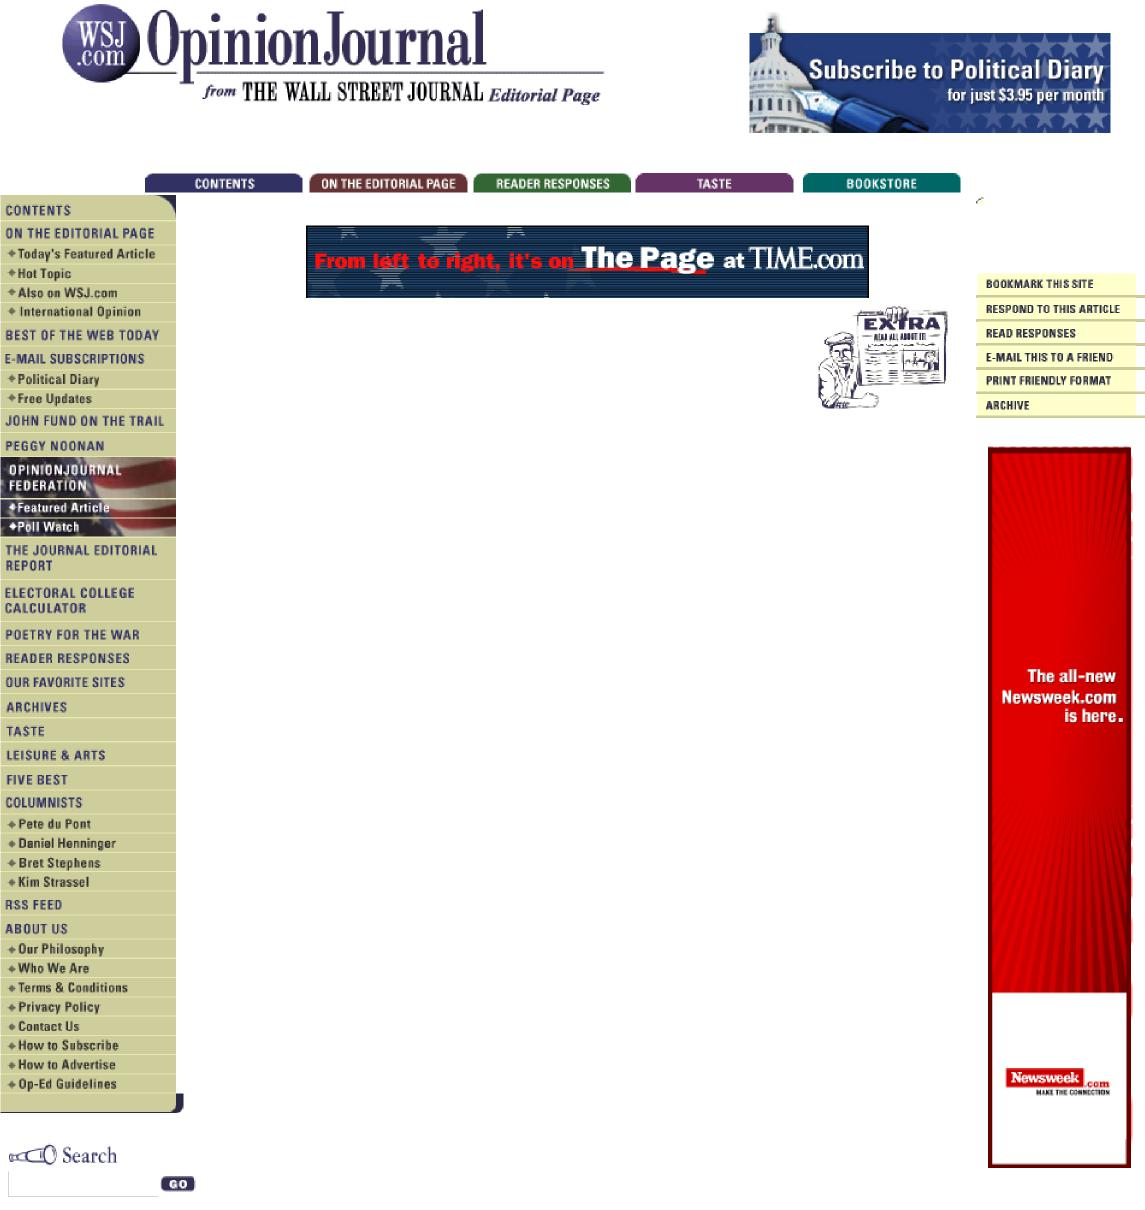 WSJ
.com
OpinionJournal
from THE WALL STREET JOURNAL Editorial Page
Subscribe to Political Diary
for just $3.95 per month
CONTENTS
ON THE EDITORIAL PAGE
READER RESPONSES
TASTE
BOOKSTORE
CONTENTS
ON THE EDITORIAL PAGE
Today's Featured Article
Hot Topic
Also on WSJ.com
International Opinion
BEST OF THE WEB TODAY
E-MAIL SUBSCRIPTIONS
Political Diary
Free Updates
JOHN FUND ON THE TRAIL
PEGGY NOONAN
OPINIONJOURNAL
FEDERATION
Featured Article
Poll Watch
THE JOURNAL EDITORIAL
REPORT
ELECTORAL COLLEGE
CALCULATOR
POETRY FOR THE WAR
READER RESPONSES
OUR FAVORITE SITES
ARCHIVES
TASTE
LEISURE & ARTS
FIVE BEST
COLUMNISTS
Pete du Pont
Daniel Henninger
Bret Stephens
Kim Strassel
RSS FEED
ABOUT US
Our Philosophy
Who We Are
Terms & Conditions
Privacy Policy
Contact Us
How to Subscribe
How to Advertise
Op-Ed Guidelines
Search
GO
From left to right, it's on The Page at TIME.com
EXTRA
READ ALL ABOUT IT!
BOOKMARK THIS SITE
RESPOND TO THIS ARTICLE
READ RESPONSES
E-MAIL THIS TO A FRIEND
PRINT FRIENDLY FORMAT
ARCHIVE
The all-new
Newsweek.com
is here.
Newsweek.com
MAKE THE CONNECTION